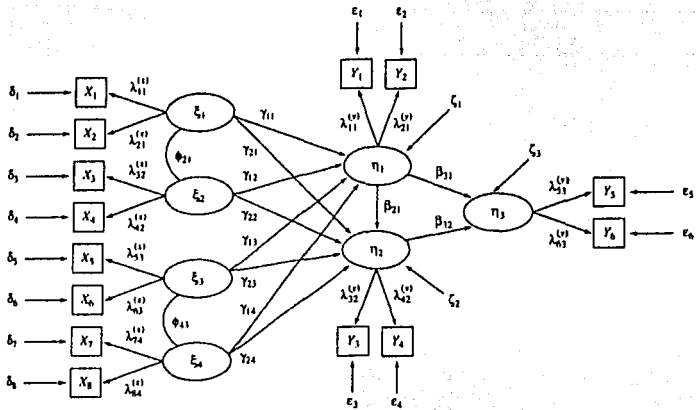 ε₁ ε₂
δ₁ X₁ λ₁₁⁽ˣ⁾ ξ₁ γ₁₁ Y₁ Y₂ ζ₁
δ₂ X₂ λ₂₁⁽ˣ⁾ γ₂₁ λ₁₁⁽ʸ⁾ λ₂₁⁽ʸ⁾ ζ₃
δ₃ X₃ λ₃₂⁽ˣ⁾ ϕ₂₁ γ₁₂ η₁ β₃₁ λ₅₃⁽ʸ⁾ Y₅ ε₅
δ₄ X₄ λ₄₂⁽ˣ⁾ ξ₂ γ₂₂ β₂₁ β₃₂ η₃ λ₆₃⁽ʸ⁾ Y₆ ε₆
δ₅ X₅ λ₅₃⁽ˣ⁾ γ₁₃ η₂
δ₆ X₆ λ₆₃⁽ˣ⁾ ξ₃ γ₂₃ λ₃₂⁽ʸ⁾ λ₄₂⁽ʸ⁾ ζ₂
δ₇ X₇ λ₇₄⁽ˣ⁾ ϕ₄₃ γ₁₄ Y₃ Y₄
δ₈ X₈ λ₈₄⁽ˣ⁾ ξ₄ γ₂₄
ε₃ ε₄